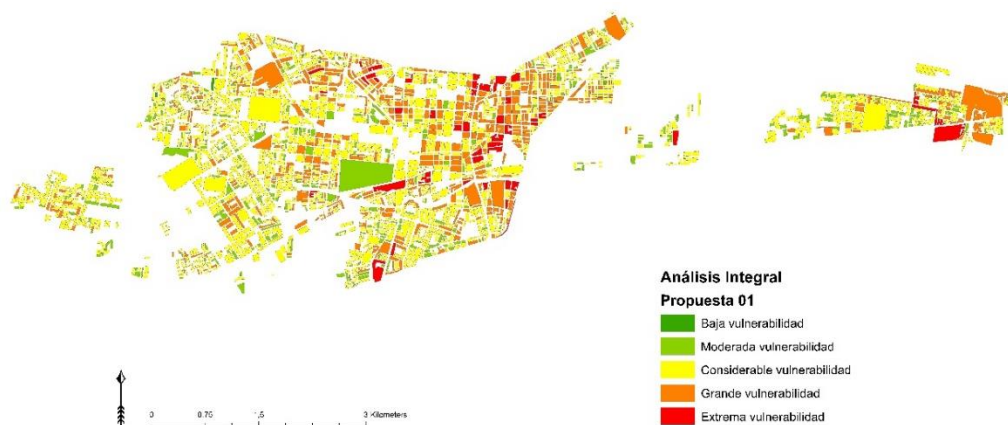 Análisis Integral
Propuesta 01
Baja vulnerabilidad
Moderada vulnerabilidad
Considerable vulnerabilidad
Grande vulnerabilidad
Extrema vulnerabilidad
0 0.75 1,5 3 Kilometers